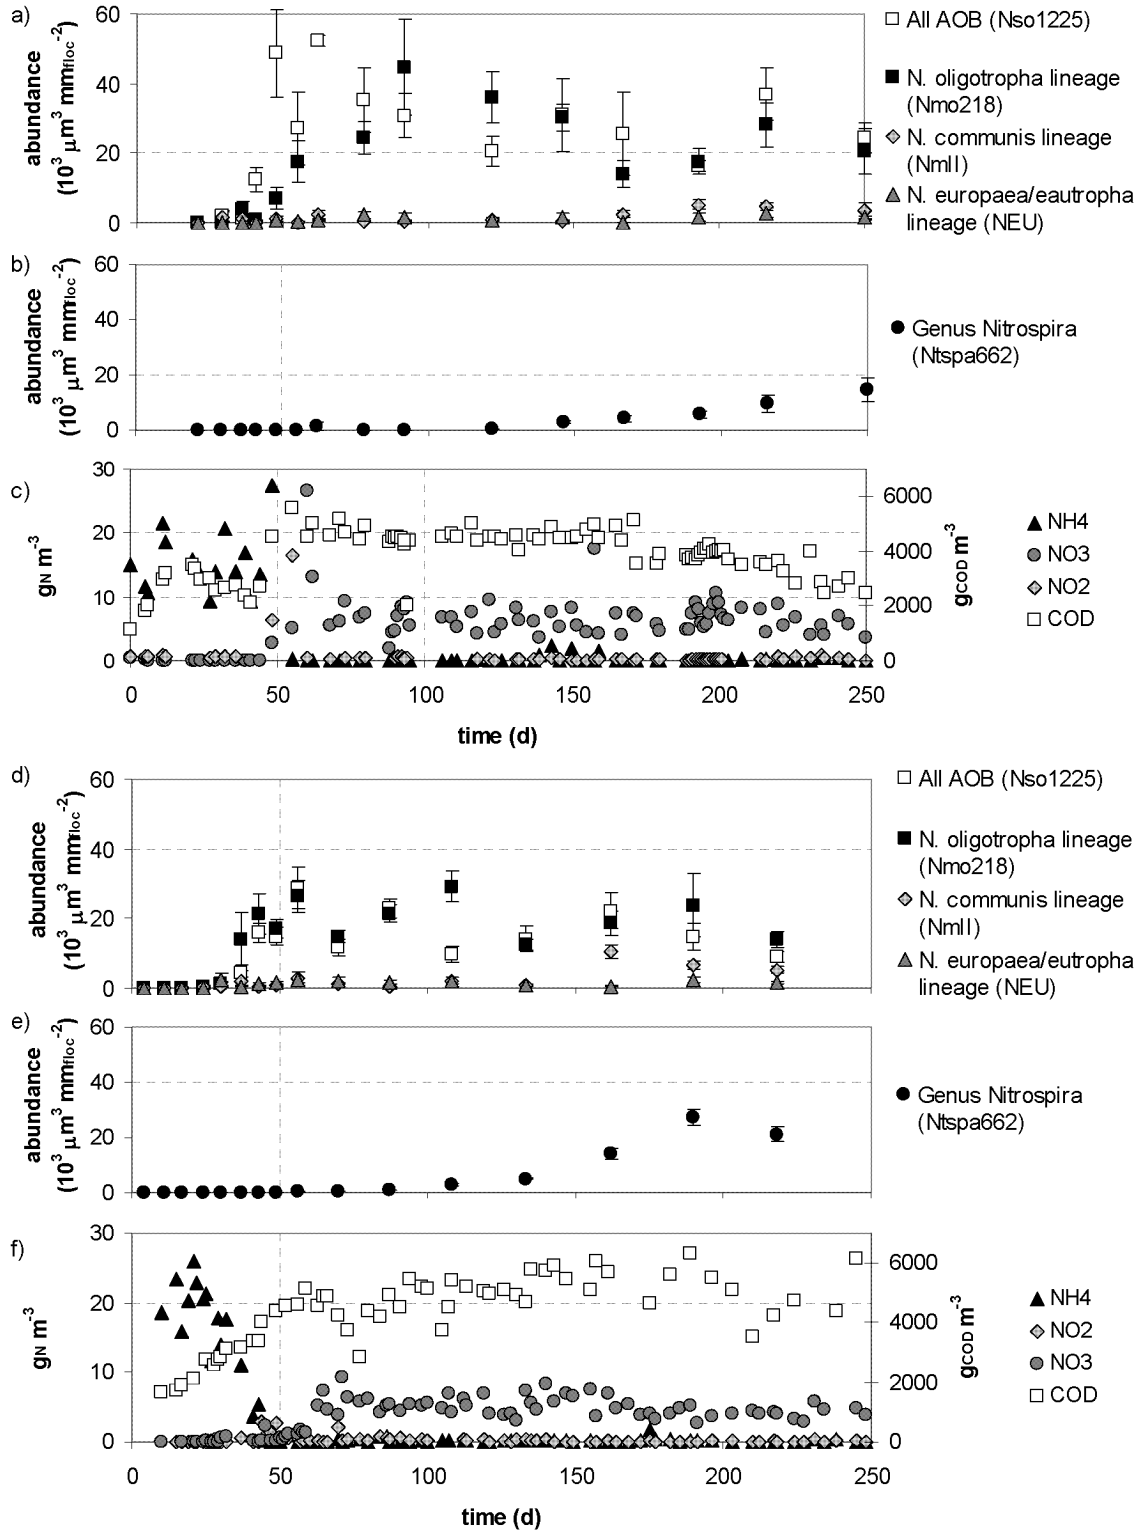 a)
abundance
(10³ µm³ mmfloc⁻²)
60
40
20
0
All AOB (Nso1225)
N. oligotropha lineage
(Nmo218)
N. communis lineage
(NmII)
N. europaea/eautropha
lineage (NEU)
b)
abundance
(10³ µm³ mmfloc⁻²)
60
40
20
0
Genus Nitrospira
(Ntspa662)
c)
gN m⁻³
30
20
10
0
6000
4000
2000
0
gCOD m⁻³
NH4
NO3
NO2
COD
0 50 100 150 200 250
time (d)
d)
abundance
(10³ µm³ mmfloc⁻²)
60
40
20
0
All AOB (Nso1225)
N. oligotropha lineage
(Nmo218)
N. communis lineage
(NmII)
N. europaea/eutropha
lineage (NEU)
e)
abundance
(10³ µm³ mmfloc⁻²)
60
40
20
0
Genus Nitrospira
(Ntspa662)
f)
gN m⁻³
30
20
10
0
6000
4000
2000
0
gCOD m⁻³
NH4
NO2
NO3
COD
0 50 100 150 200 250
time (d)